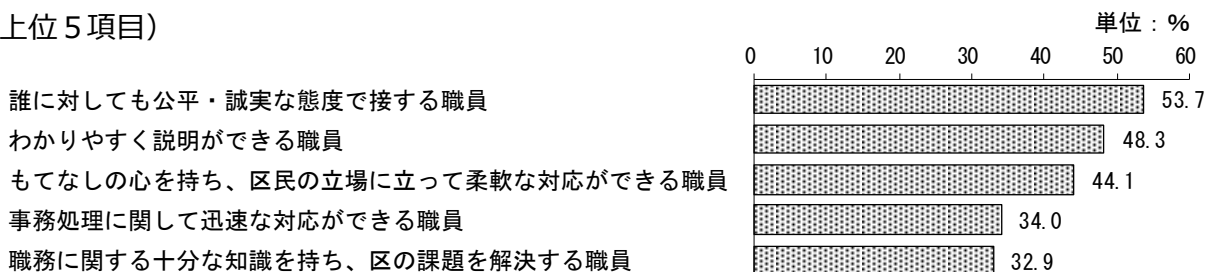 上位5項目)
単位:%
0 10 20 30 40 50 60
誰に対しても公平・誠実な態度で接する職員 53.7
わかりやすく説明ができる職員 48.3
もてなしの心を持ち、区民の立場に立って柔軟な対応ができる職員 44.1
事務処理に関して迅速な対応ができる職員 34.0
職務に関する十分な知識を持ち、区の課題を解決する職員 32.9